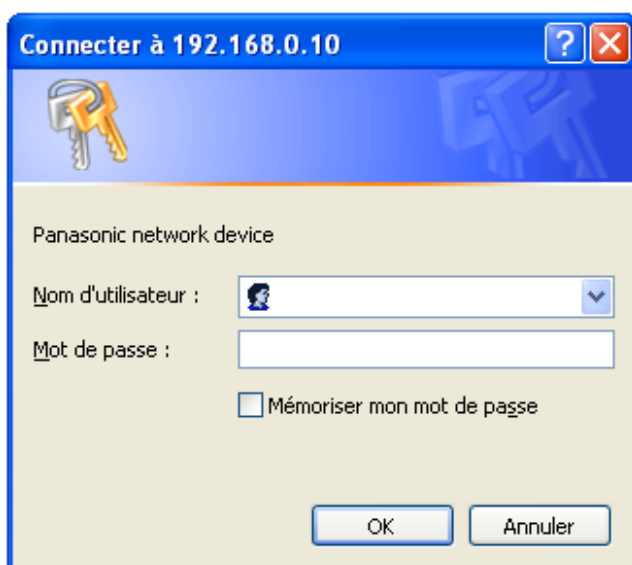 Connecter à 192.168.0.10
Panasonic network device
Nom d'utilisateur :
Mot de passe :
Mémoriser mon mot de passe
OK Annuler